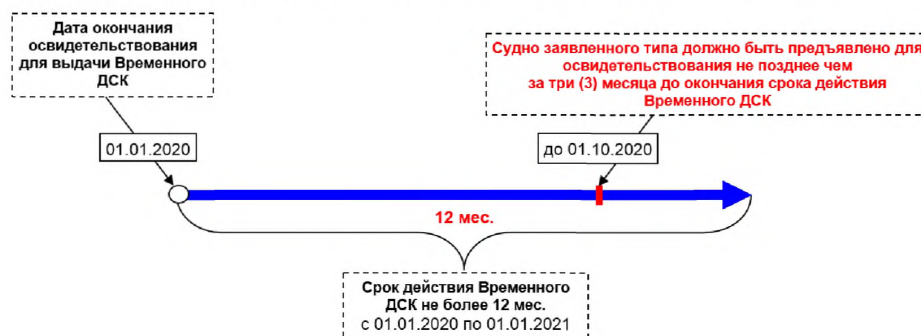 Дата окончания
освидетельствования
для выдачи Временного
ДСК
Судно заявленного типа должно быть предъявлено для
освидетельствования не позднее чем
за три (3) месяца до окончания срока действия
Временного ДСК
01.01.2020
до 01.10.2020
12 мес.
Срок действия Временного
ДСК не более 12 мес.
с 01.01.2020 по 01.01.2021